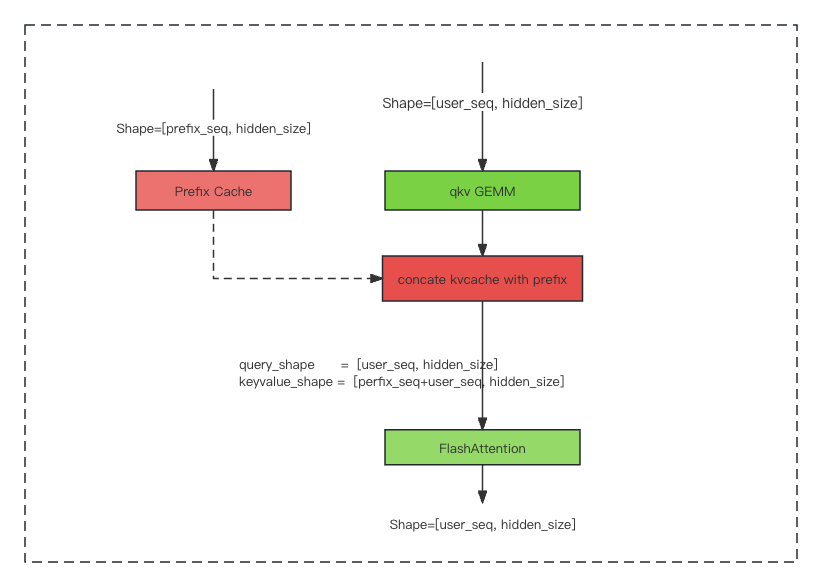 Shape=[user_seq, hidden_size]
Shape=[prefix_seq, hidden_size]
Prefix Cache
qkv GEMM
concate kvcache with prefix
query_shape = [user_seq, hidden_size]
keyvalue_shape = [perfix_seq+user_seq, hidden_size]
FlashAttention
Shape=[user_seq, hidden_size]